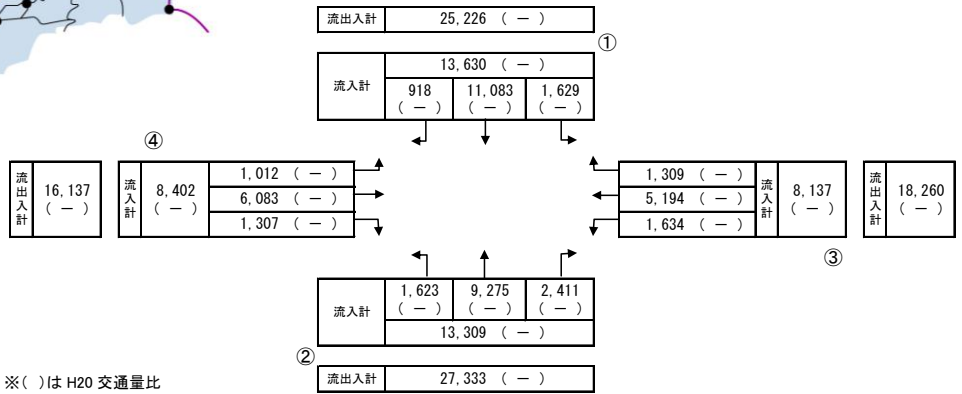 流出入計 25,226 ( － )
①
流入計 13,630 ( － )
918 11,083 1,629
( － ) ( － ) ( － )
④
流出入計 16,137 ( － )
流入計 8,402 ( － )
1,012 ( － )
6,083 ( － )
1,307 ( － )
1,309 ( － )
5,194 ( － )
1,634 ( － )
流入計 8,137 ( － )
流出入計 18,260 ( － )
③
流入計
1,623 9,275 2,411
( － ) ( － ) ( － )
13,309 ( － )
②
流出入計 27,333 ( － )
※( )は H20 交通量比